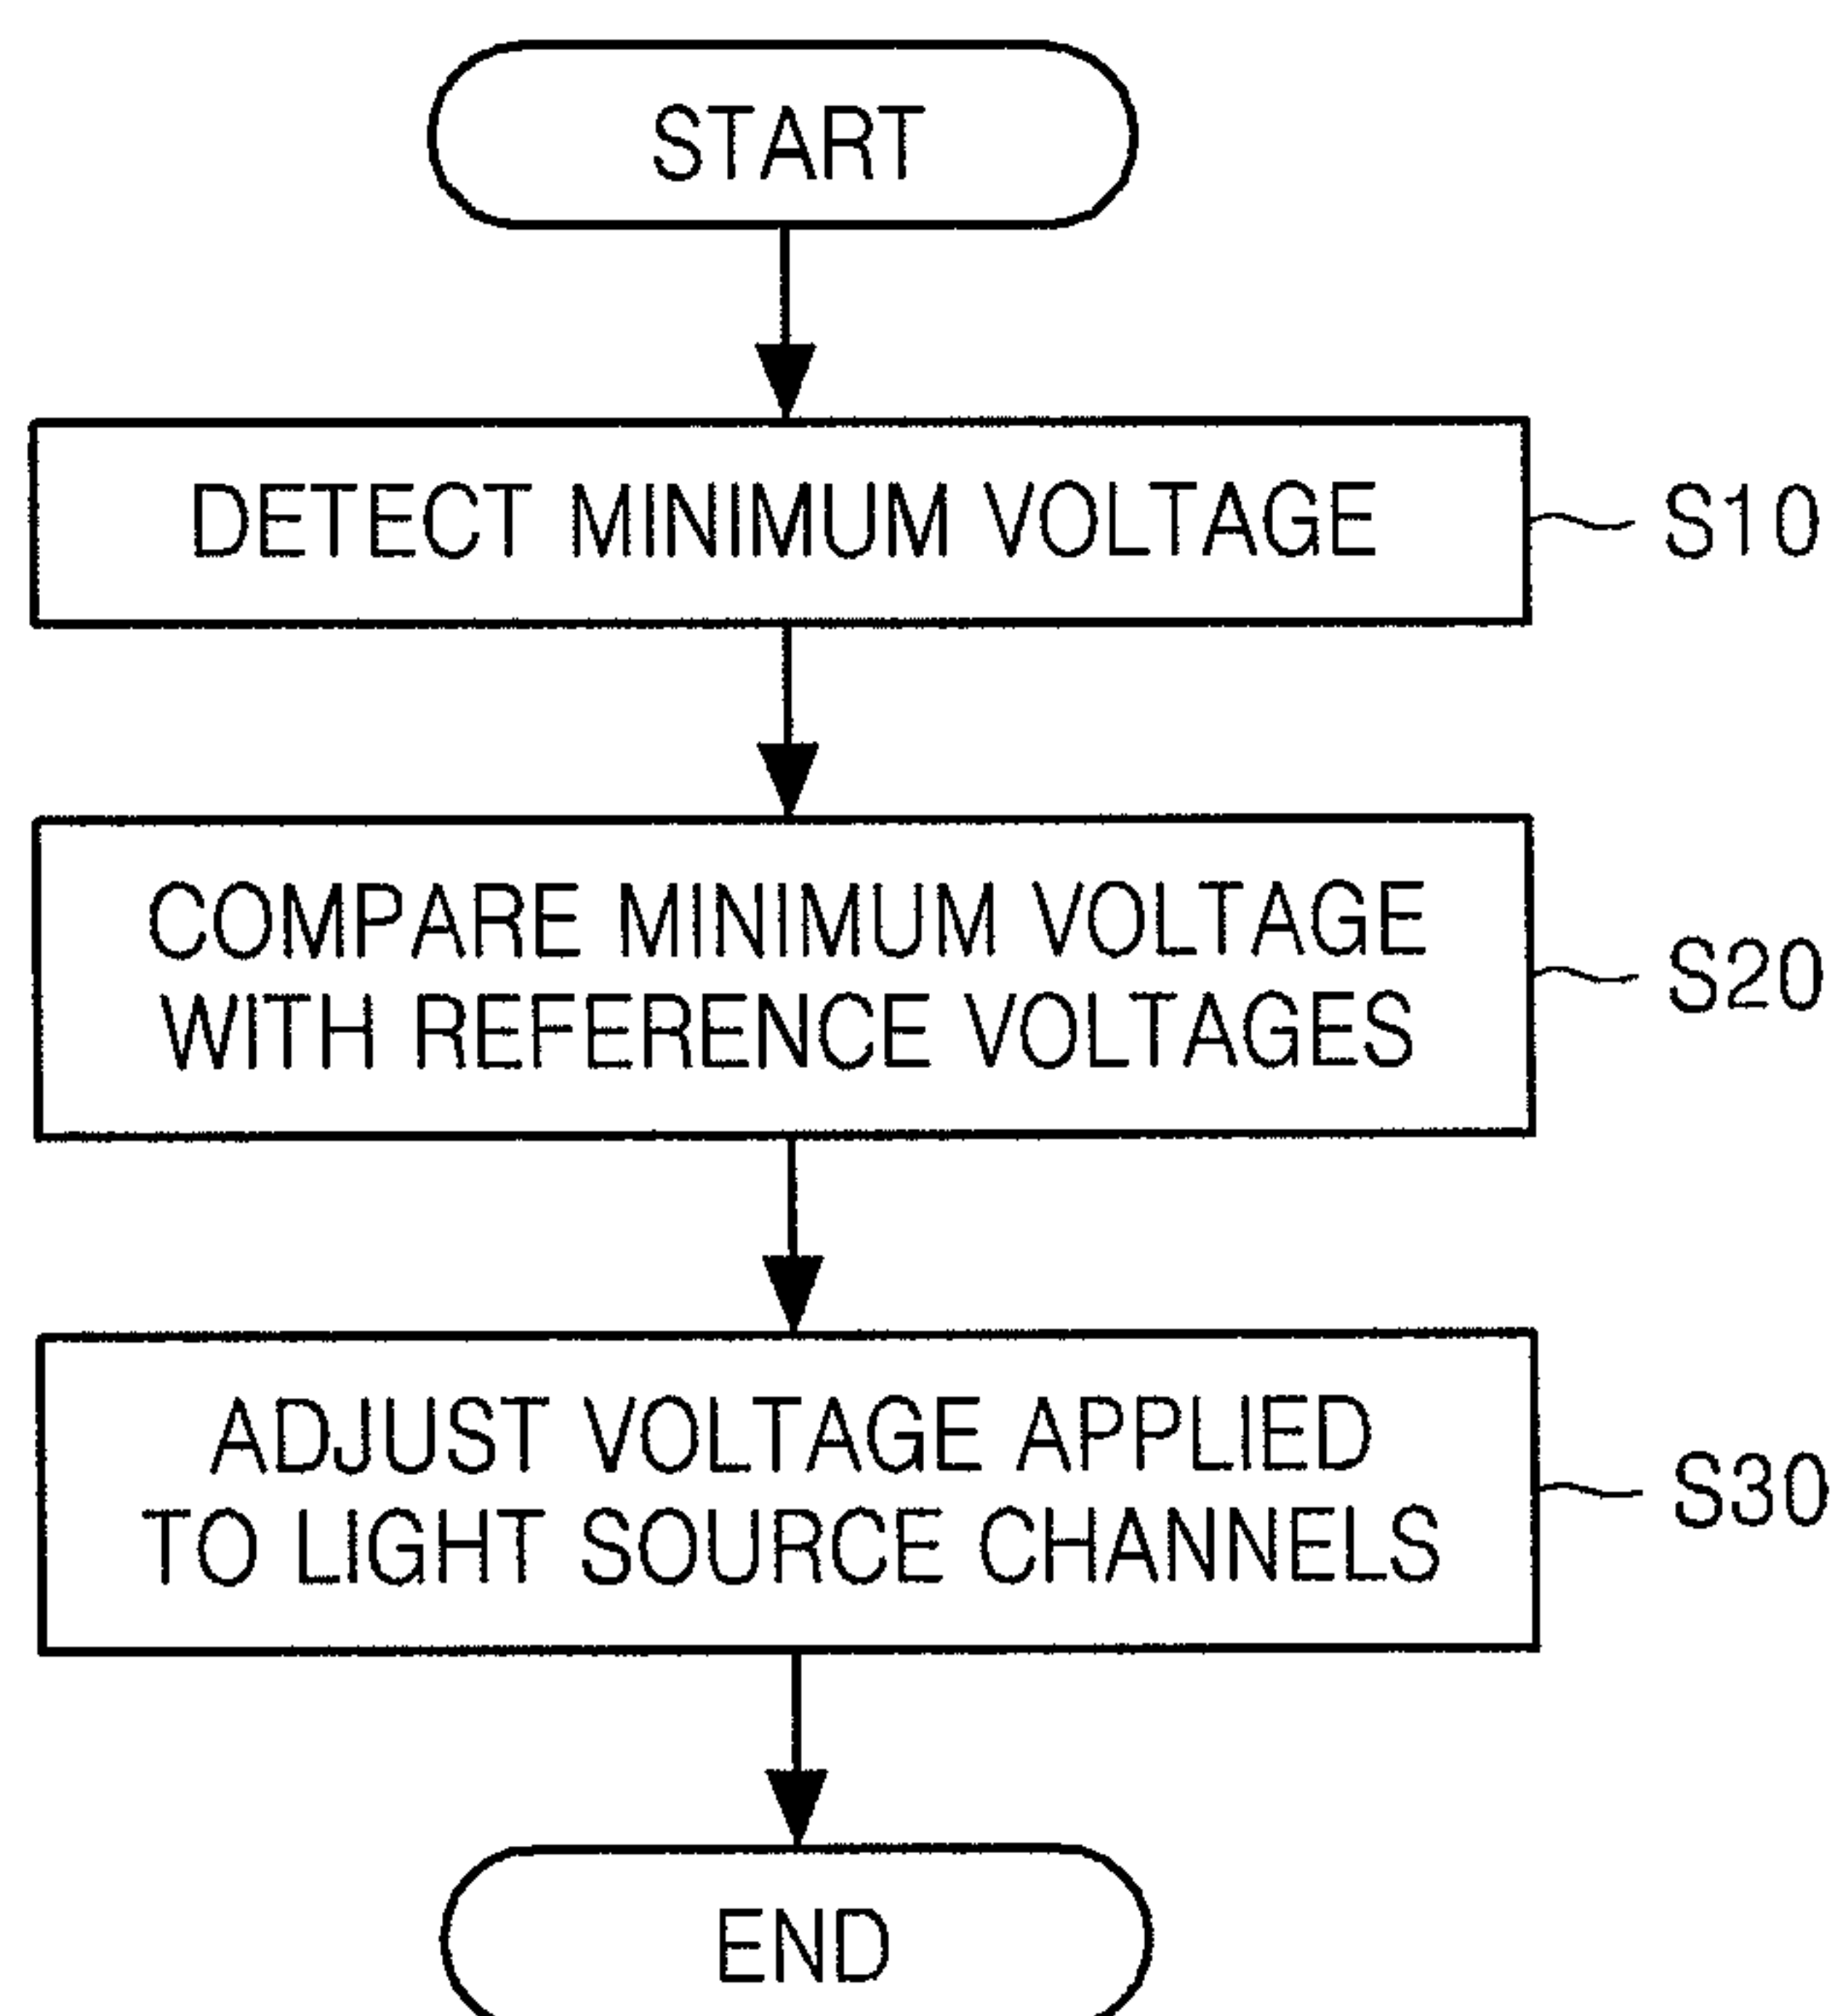 START
DETECT MINIMUM VOLTAGE
S10
COMPARE MINIMUM VOLTAGE
WITH REFERENCE VOLTAGES
S20
ADJUST VOLTAGE APPLIED
TO LIGHT SOURCE CHANNELS
S30
END